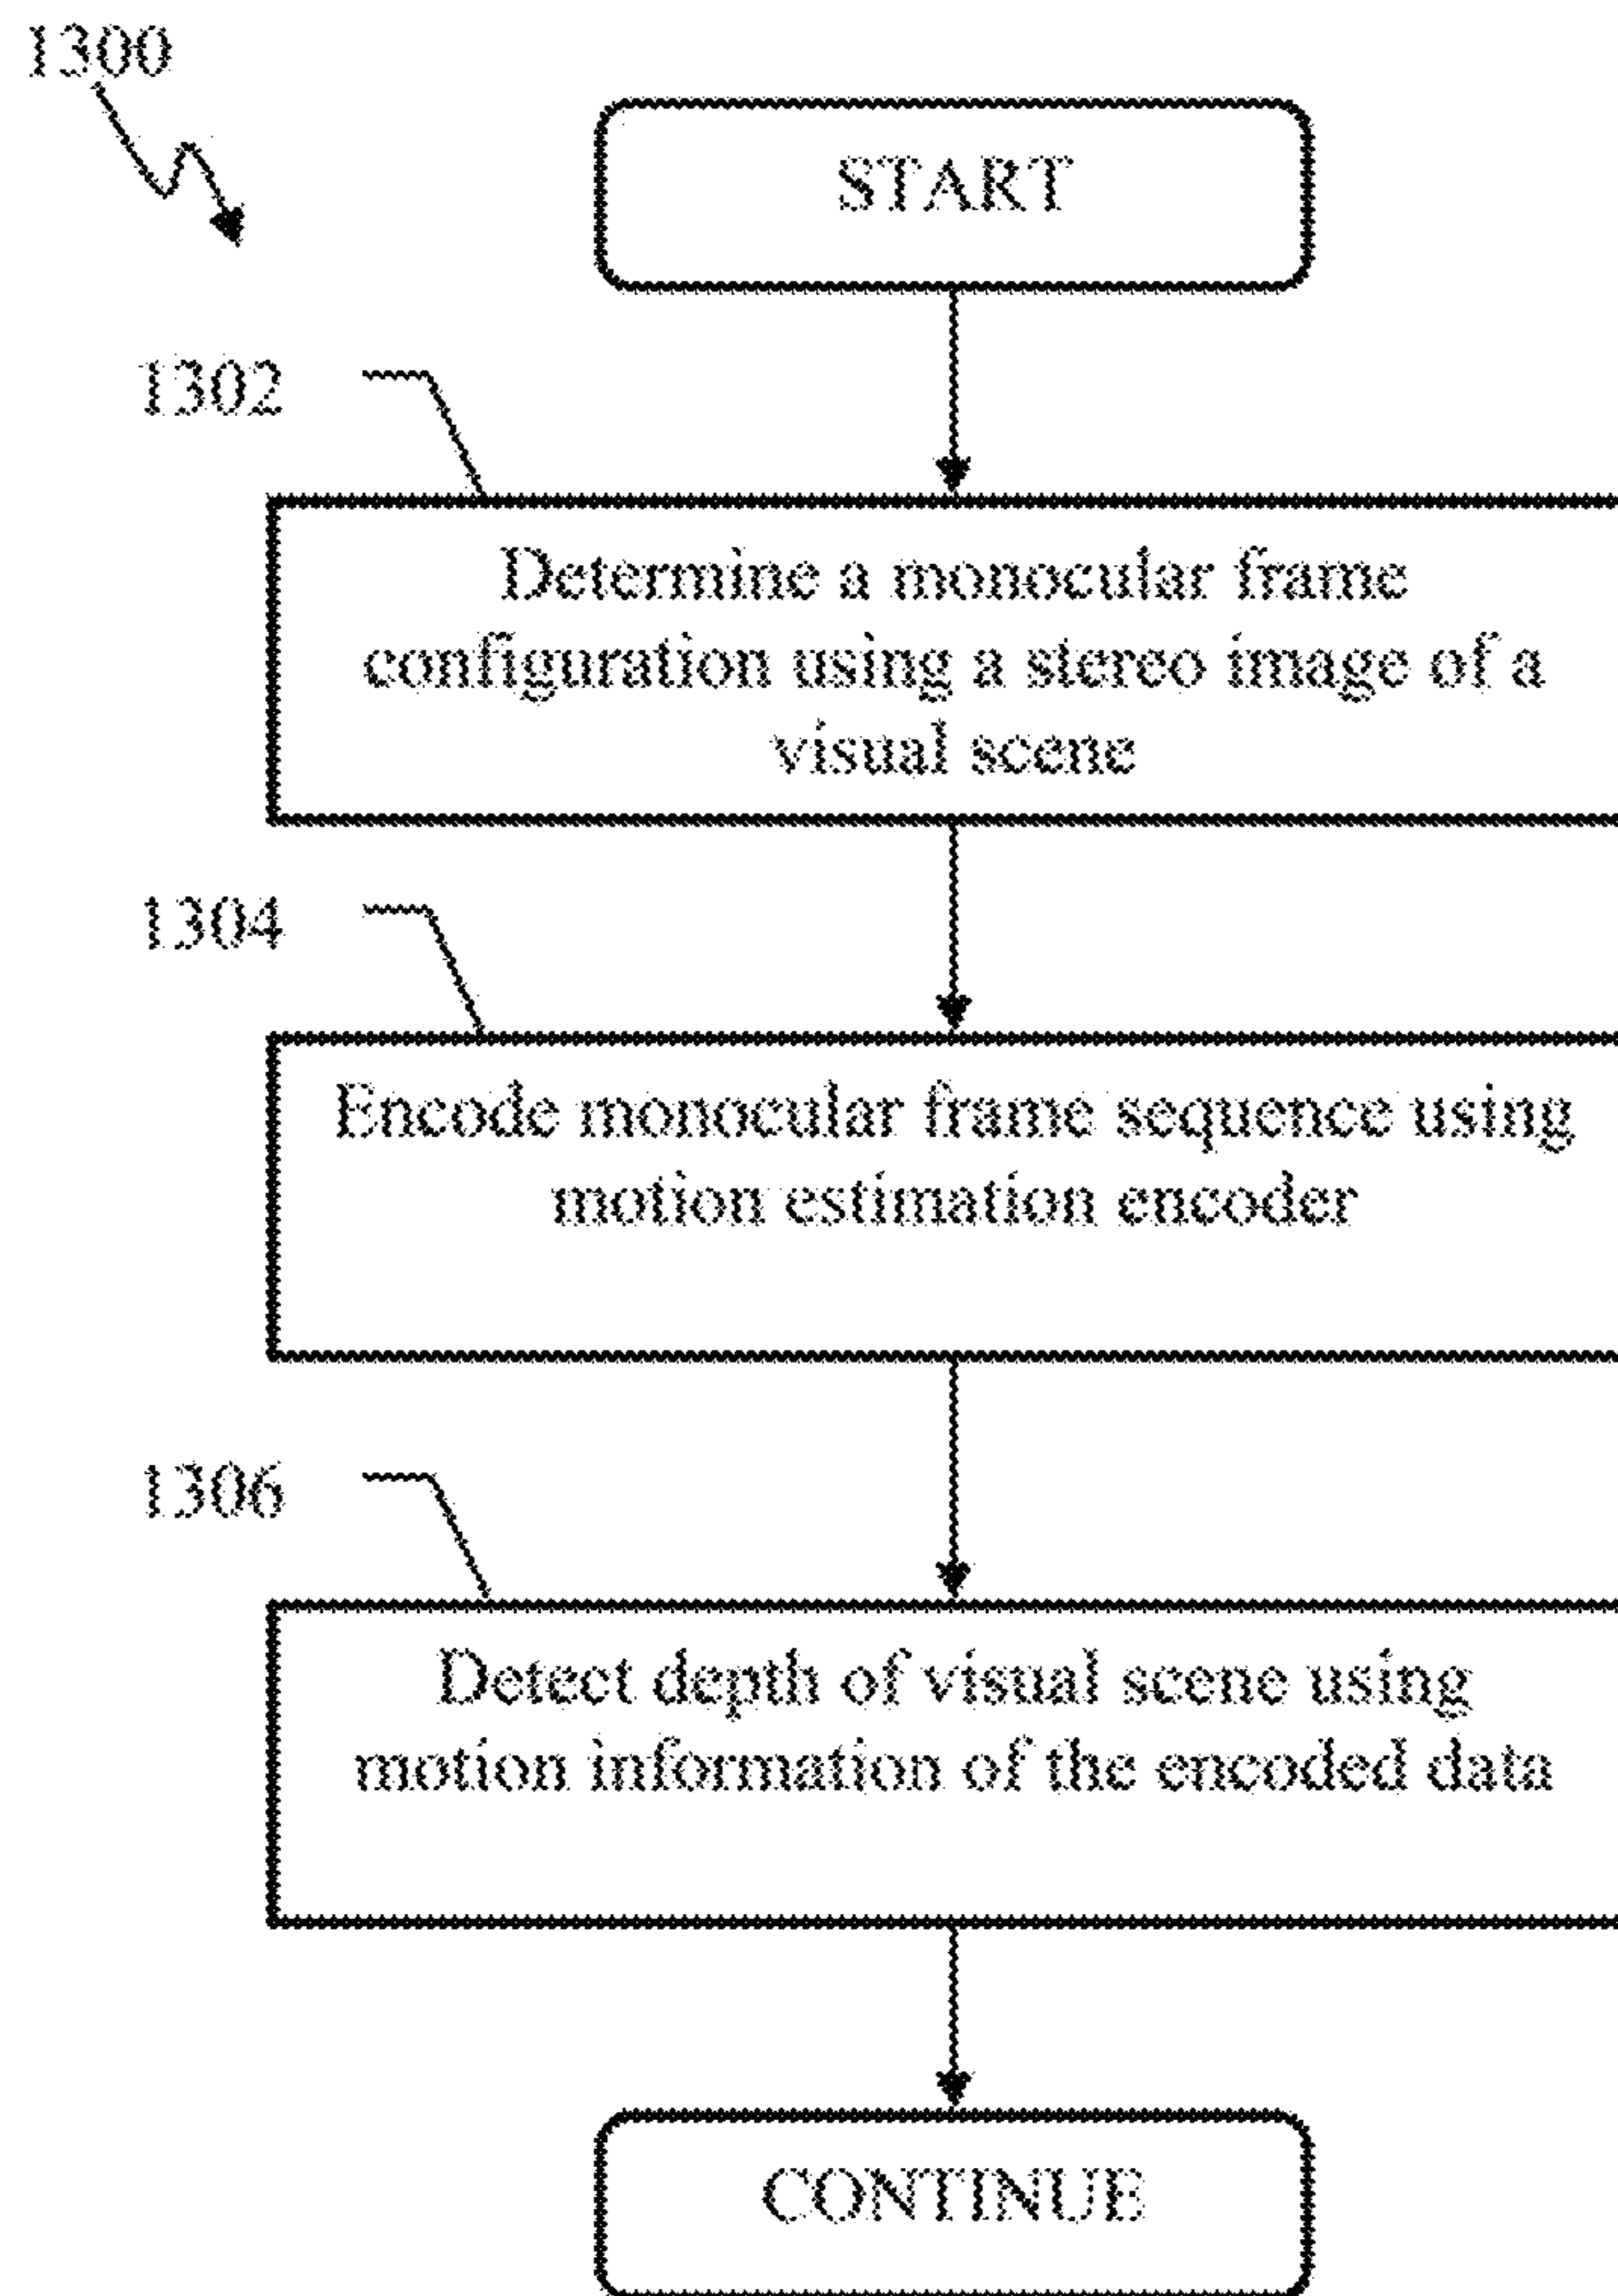 1300
START
1302
Determine a monocular frame
configuration using a stereo image of a
visual scene
1304
Encode monocular frame sequence using
motion estimation encoder
1306
Detect depth of visual scene using
motion information of the encoded data
CONTINUE